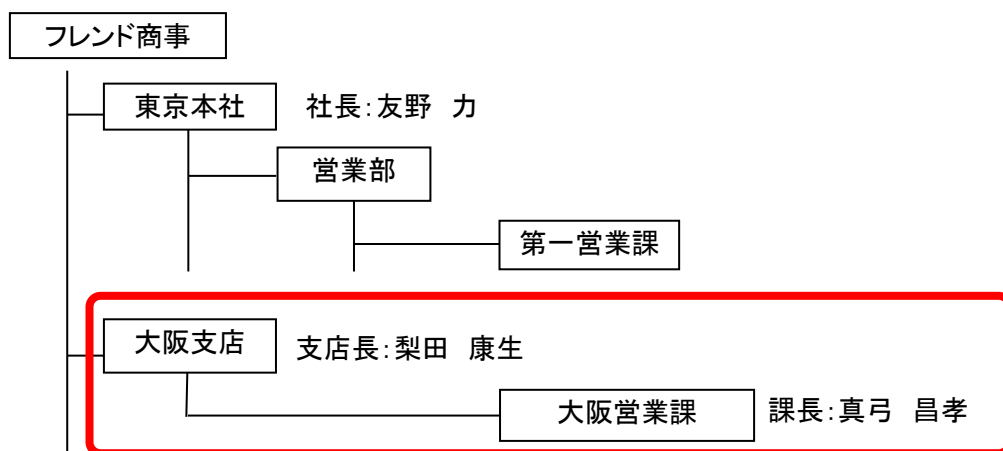 フレンド商事
東京本社 社長:友野 力
営業部
第一営業課
大阪支店 支店長:梨田 康生
大阪営業課 課長:真弓 昌孝